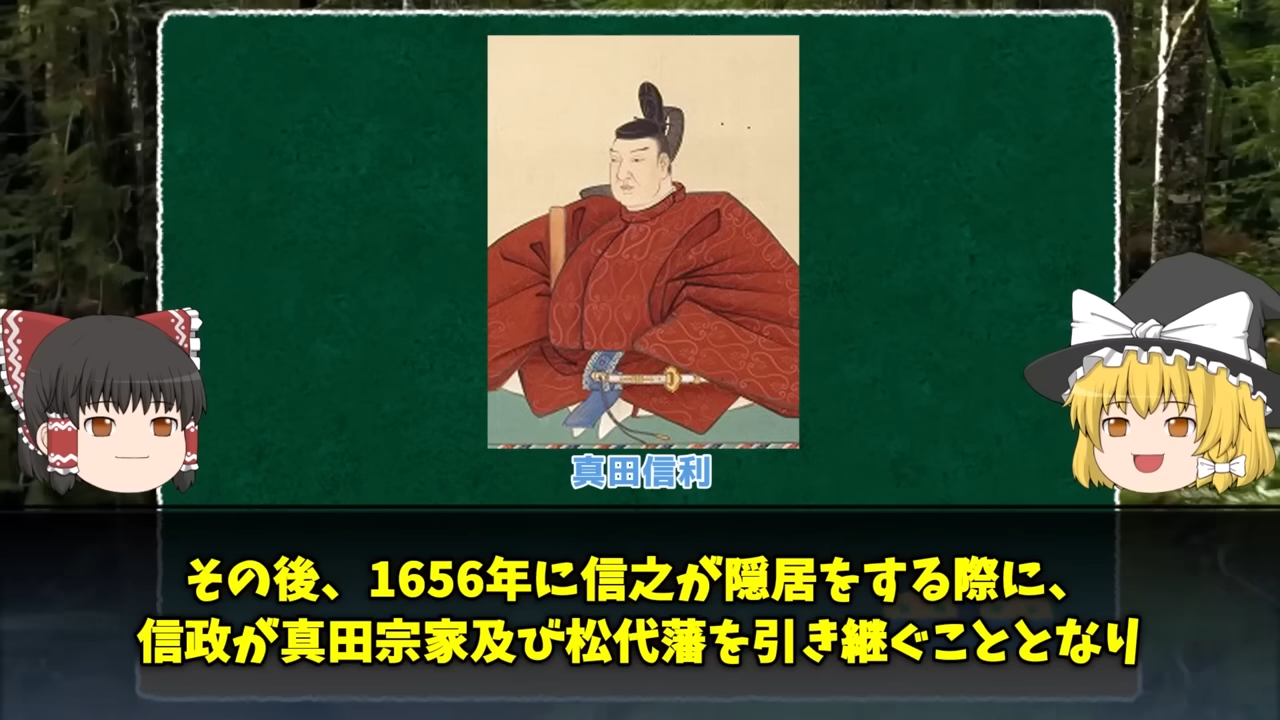 真田信利
その後、1656年に信之が隠居をする際に、
信政が真田宗家及び松代藩を引き継ぐこととなり